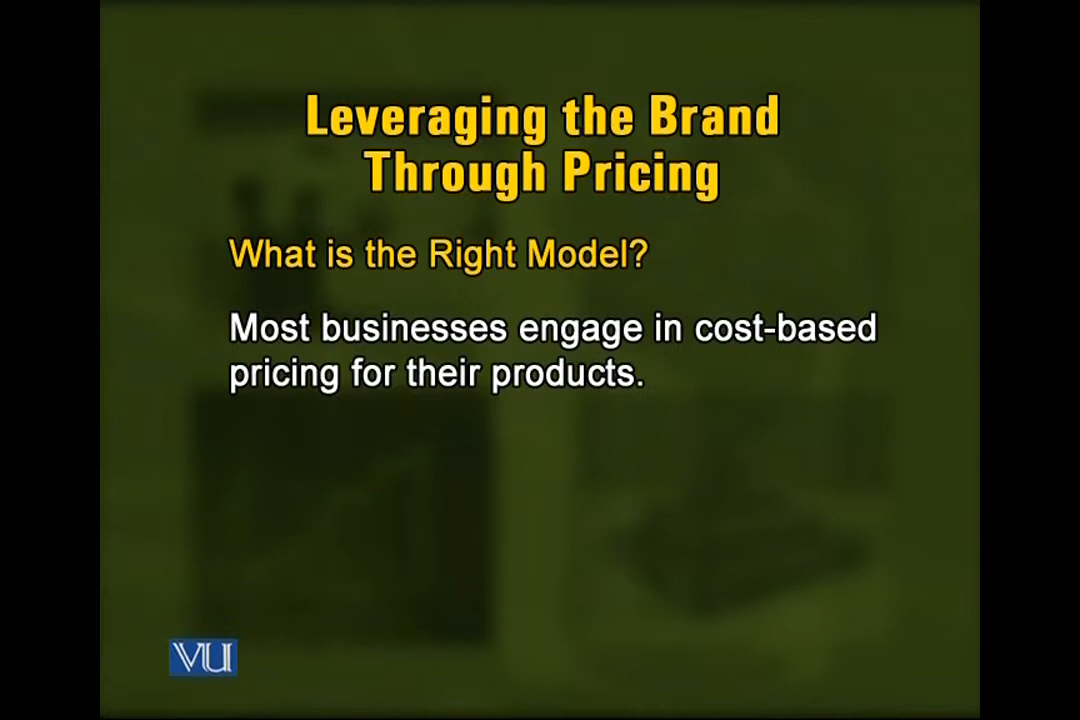 Leveraging the Brand
Through Pricing
What is the Right Model?
Most businesses engage in cost-based
pricing for their products.
VU